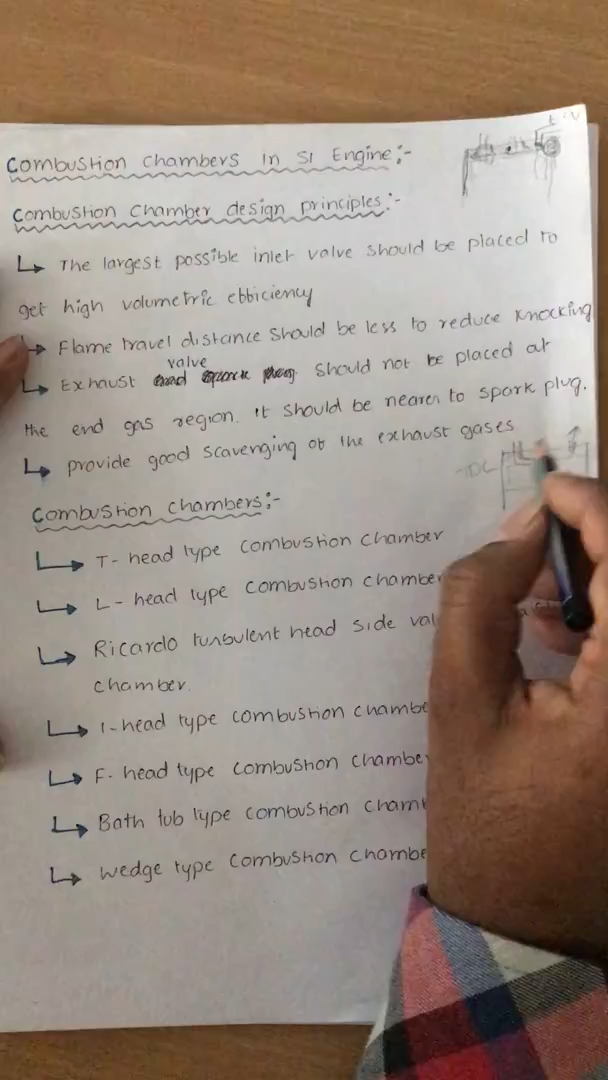 Combustion Chambers In SI Engine:-
Combustion Chamber design principles:-
The largest possible inlet valve should be placed to
get high volumetric efficiency
Flame travel distance should be less to reduce knocking
valve
Exhaust should not be placed at
the end gas region. It should be nearer to spark plug.
provide good scavenging of the exhaust gases
TDC
Combustion chambers:-
T- head type combustion chamber
L- head type combustion chamber
Ricardo turbulent head side val
chamber.
I-head type combustion chambe
F- head type combustion chamber
Bath tub type combustion chamb
Wedge type combustion chambe